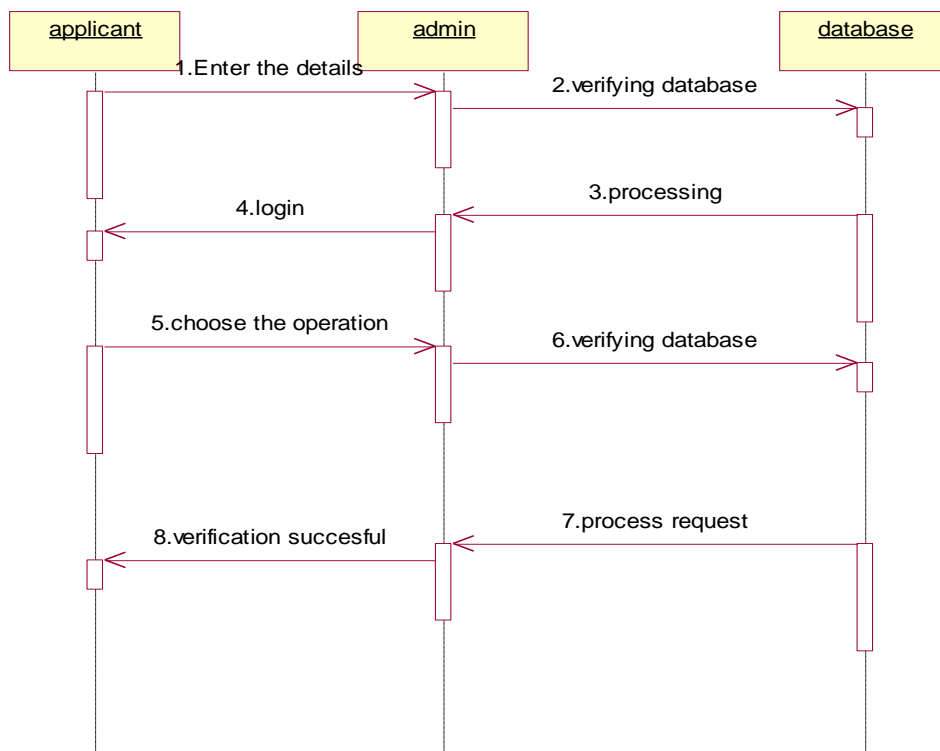 applicant
admin
database
1.Enter the details
2.verifying database
3.processing
4.login
5.choose the operation
6.verifying database
7.process request
8.verification succesful